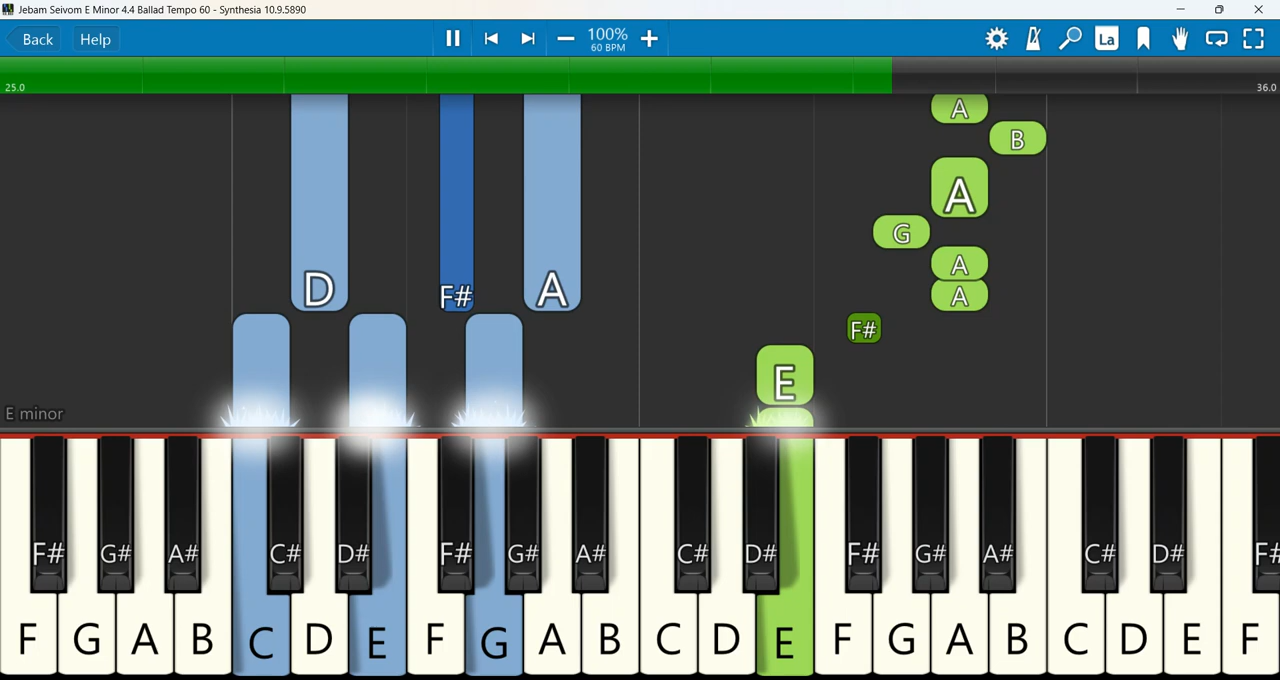 Jebam Seivom E Minor 4.4 Ballad Tempo 60 - Synthesia 10.9.5890
Back Help 100% La
60 BPM
25.0 36.0
A
B
A
G
A
D F# A A
F#
E
E minor
F# G# A# C# D# F# G# A# C# D# F# G# A# C# D# F#
F G A B C D E F G A B C D E F G A B C D E F